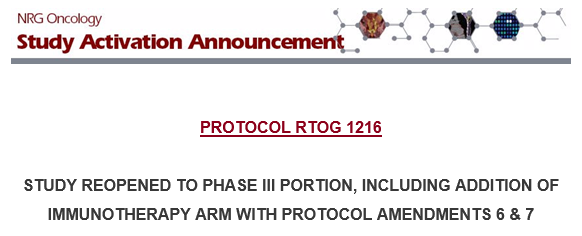 NRG Oncology
Study Activation Announcement
PROTOCOL RTOG 1216
STUDY REOPENED TO PHASE III PORTION, INCLUDING ADDITION OF
IMMUNOTHERAPY ARM WITH PROTOCOL AMENDMENTS 6 & 7